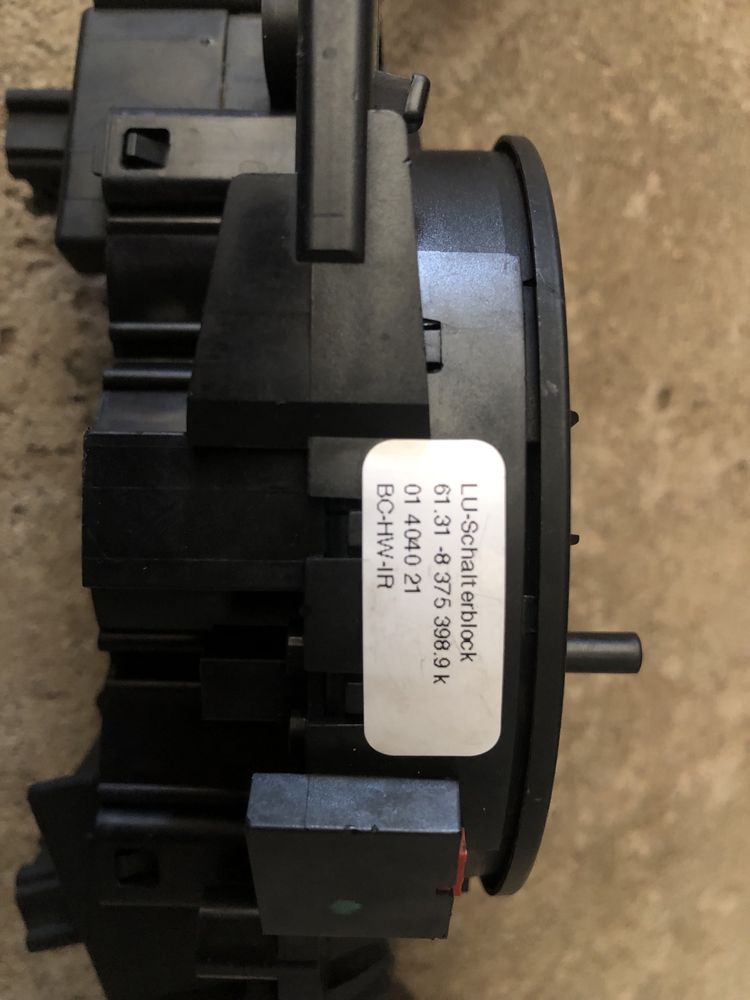 LU-Schalterblock
61.31 -8 375 398.9 k
01 4040 21
BC-HW-IR